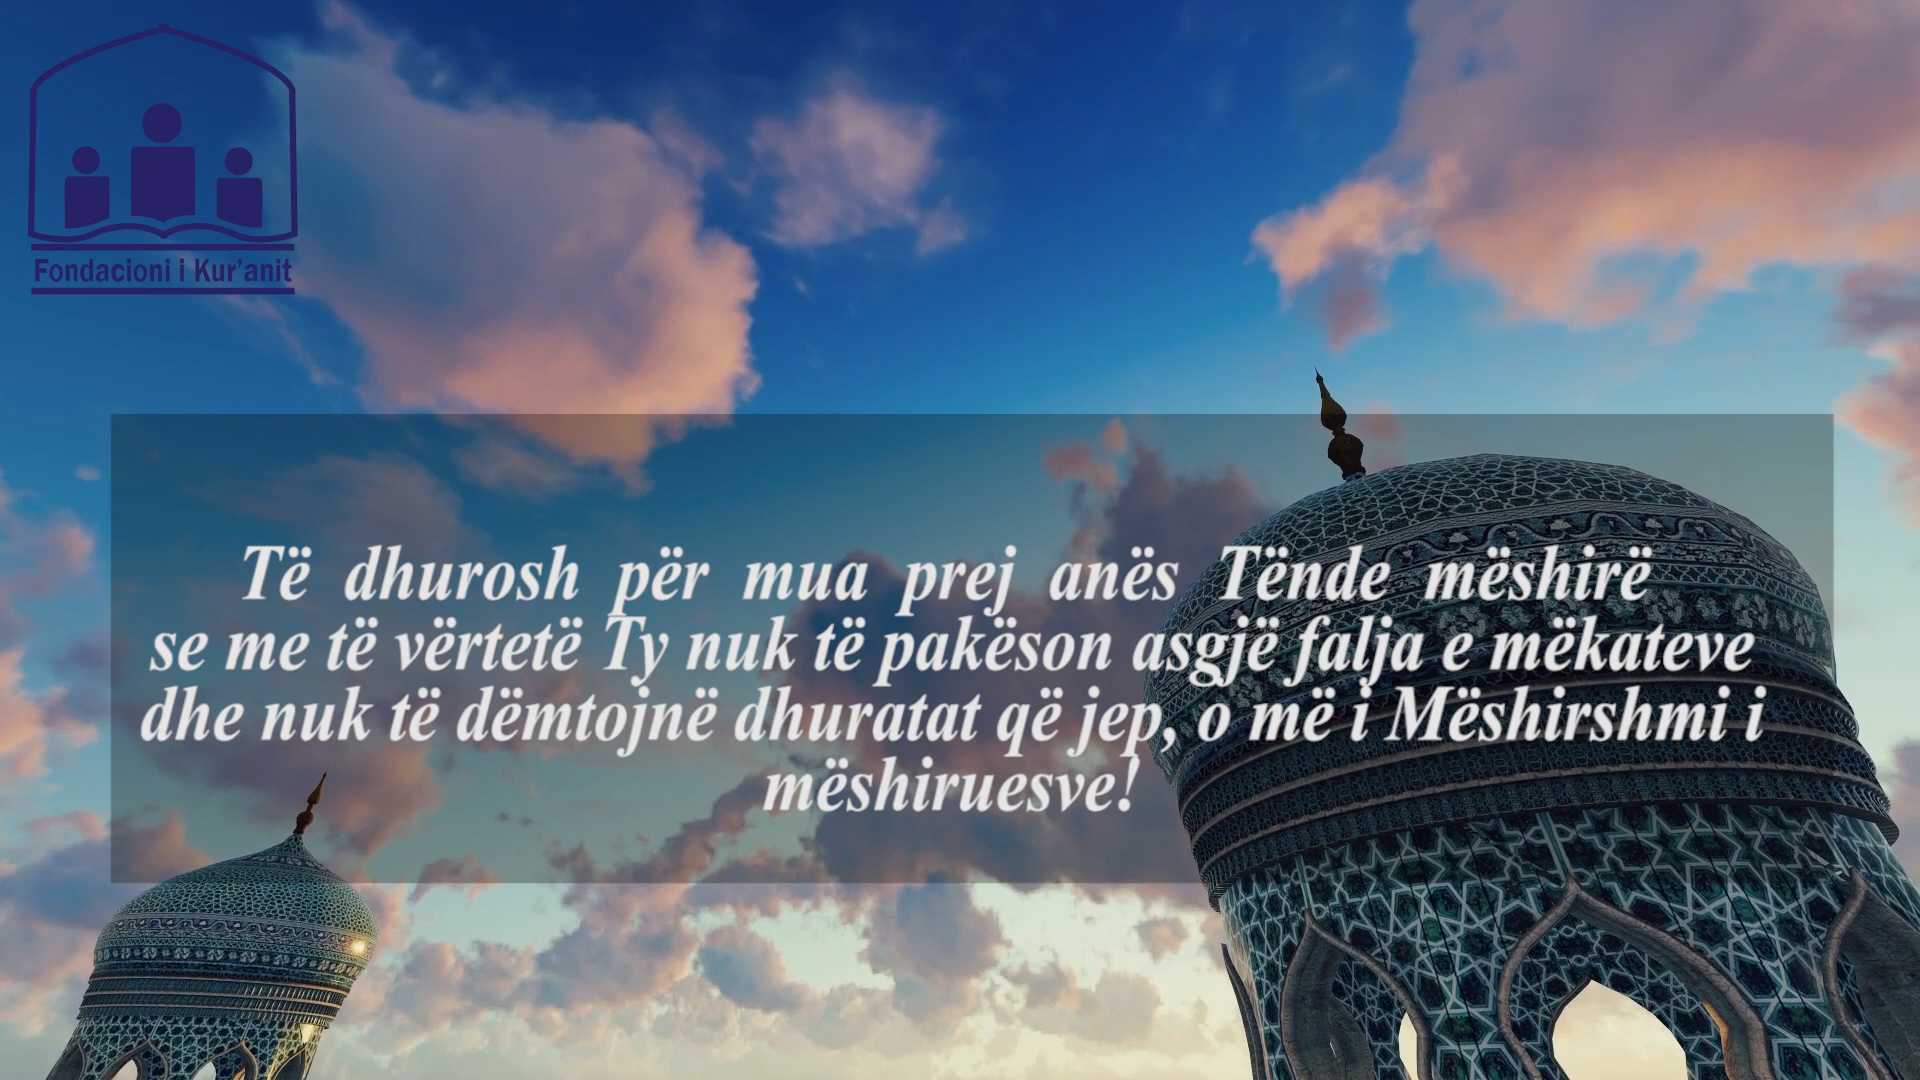 Fondacioni i Kur'anit
Të dhurosh për mua prej anës Tënde mëshirë
se me të vërtetë Ty nuk të pakëson asgjë falja e mëkateve
dhe nuk të dëmtojnë dhuratat që jep, o më i Mëshirshmi i
mëshiruesve!